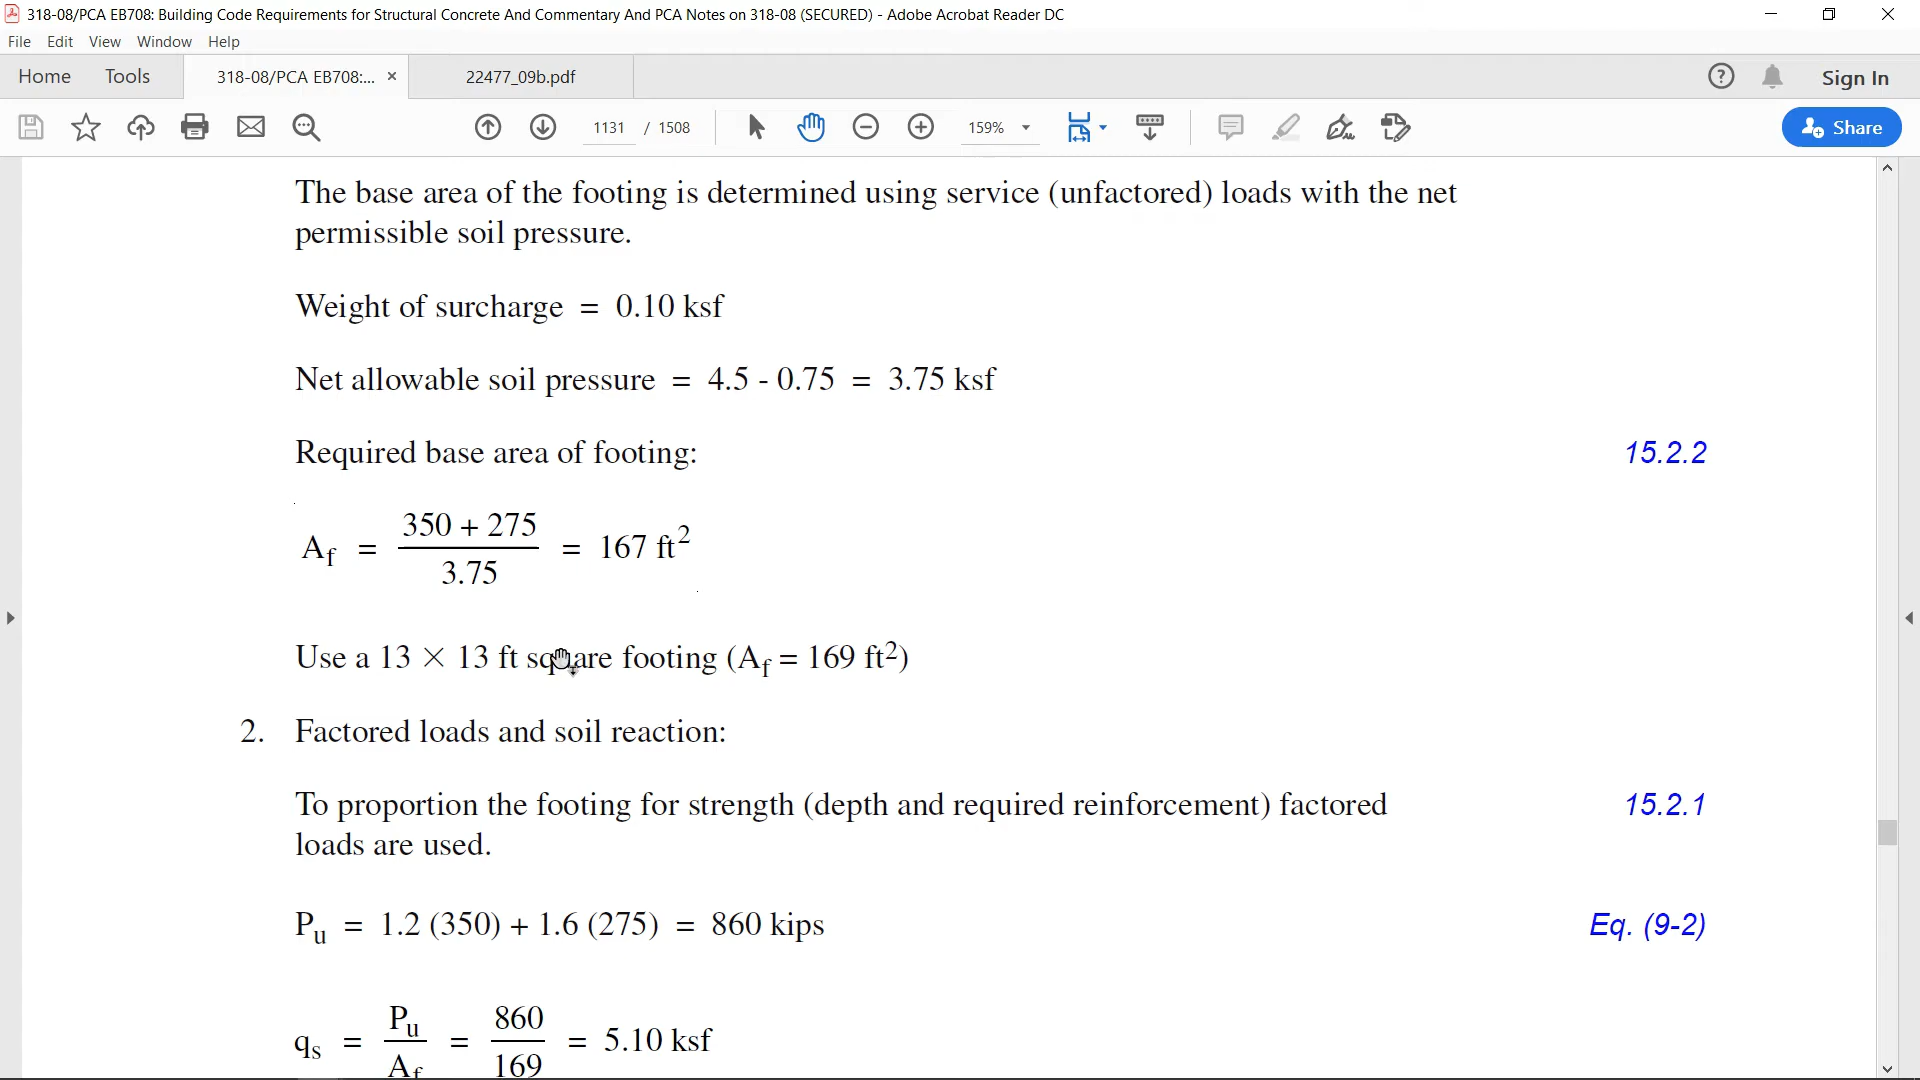 318-08/PCA EB708: Building Code Requirements for Structural Concrete And Commentary And PCA Notes on 318-08 (SECURED) - Adobe Acrobat Reader DC
File Edit View Window Help
Home Tools 318-08/PCA EB708:... × 22477_09b.pdf ? Sign In
1131 / 1508 159% Share
The base area of the footing is determined using service (unfactored) loads with the net
permissible soil pressure.
Weight of surcharge = 0.10 ksf
Net allowable soil pressure = 4.5 - 0.75 = 3.75 ksf
Required base area of footing: 15.2.2
A_f = (350 + 275) / 3.75 = 167 ft²
Use a 13 × 13 ft square footing (A_f = 169 ft²)
2. Factored loads and soil reaction:
To proportion the footing for strength (depth and required reinforcement) factored 15.2.1
loads are used.
P_u = 1.2 (350) + 1.6 (275) = 860 kips Eq. (9-2)
q_s = P_u / A_f = 860 / 169 = 5.10 ksf